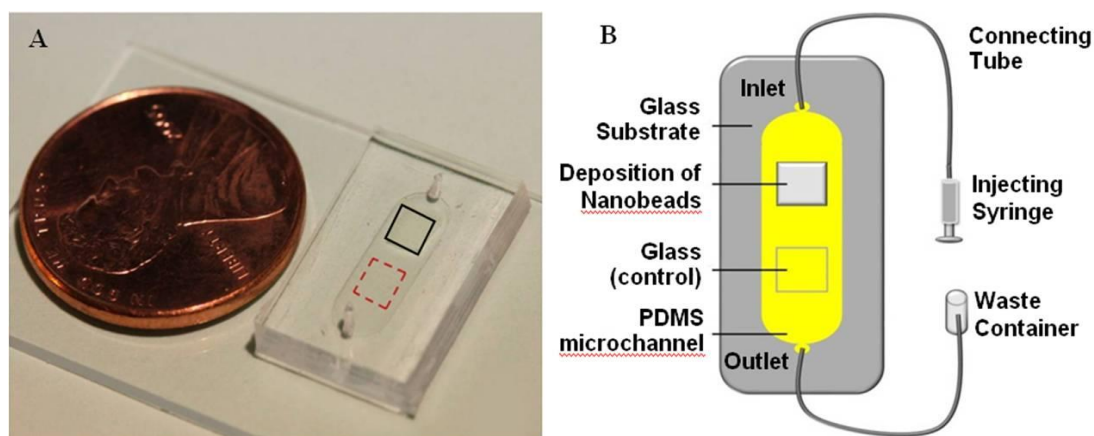 A
B
Connecting
Tube
Inlet
Glass
Substrate
Deposition of
Nanobeads
Injecting
Syringe
Glass
(control)
Waste
Container
PDMS
microchannel
Outlet